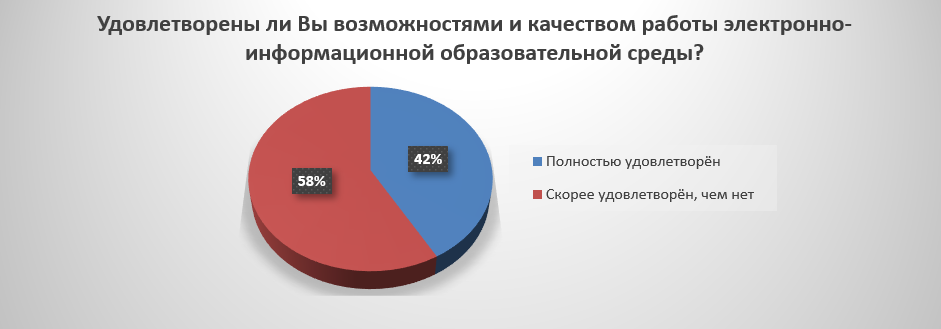 Удовлетворены ли Вы возможностями и качеством работы электронно-
информационной образовательной среды?
42%
58%
Полностью удовлетворён
Скорее удовлетворён, чем нет